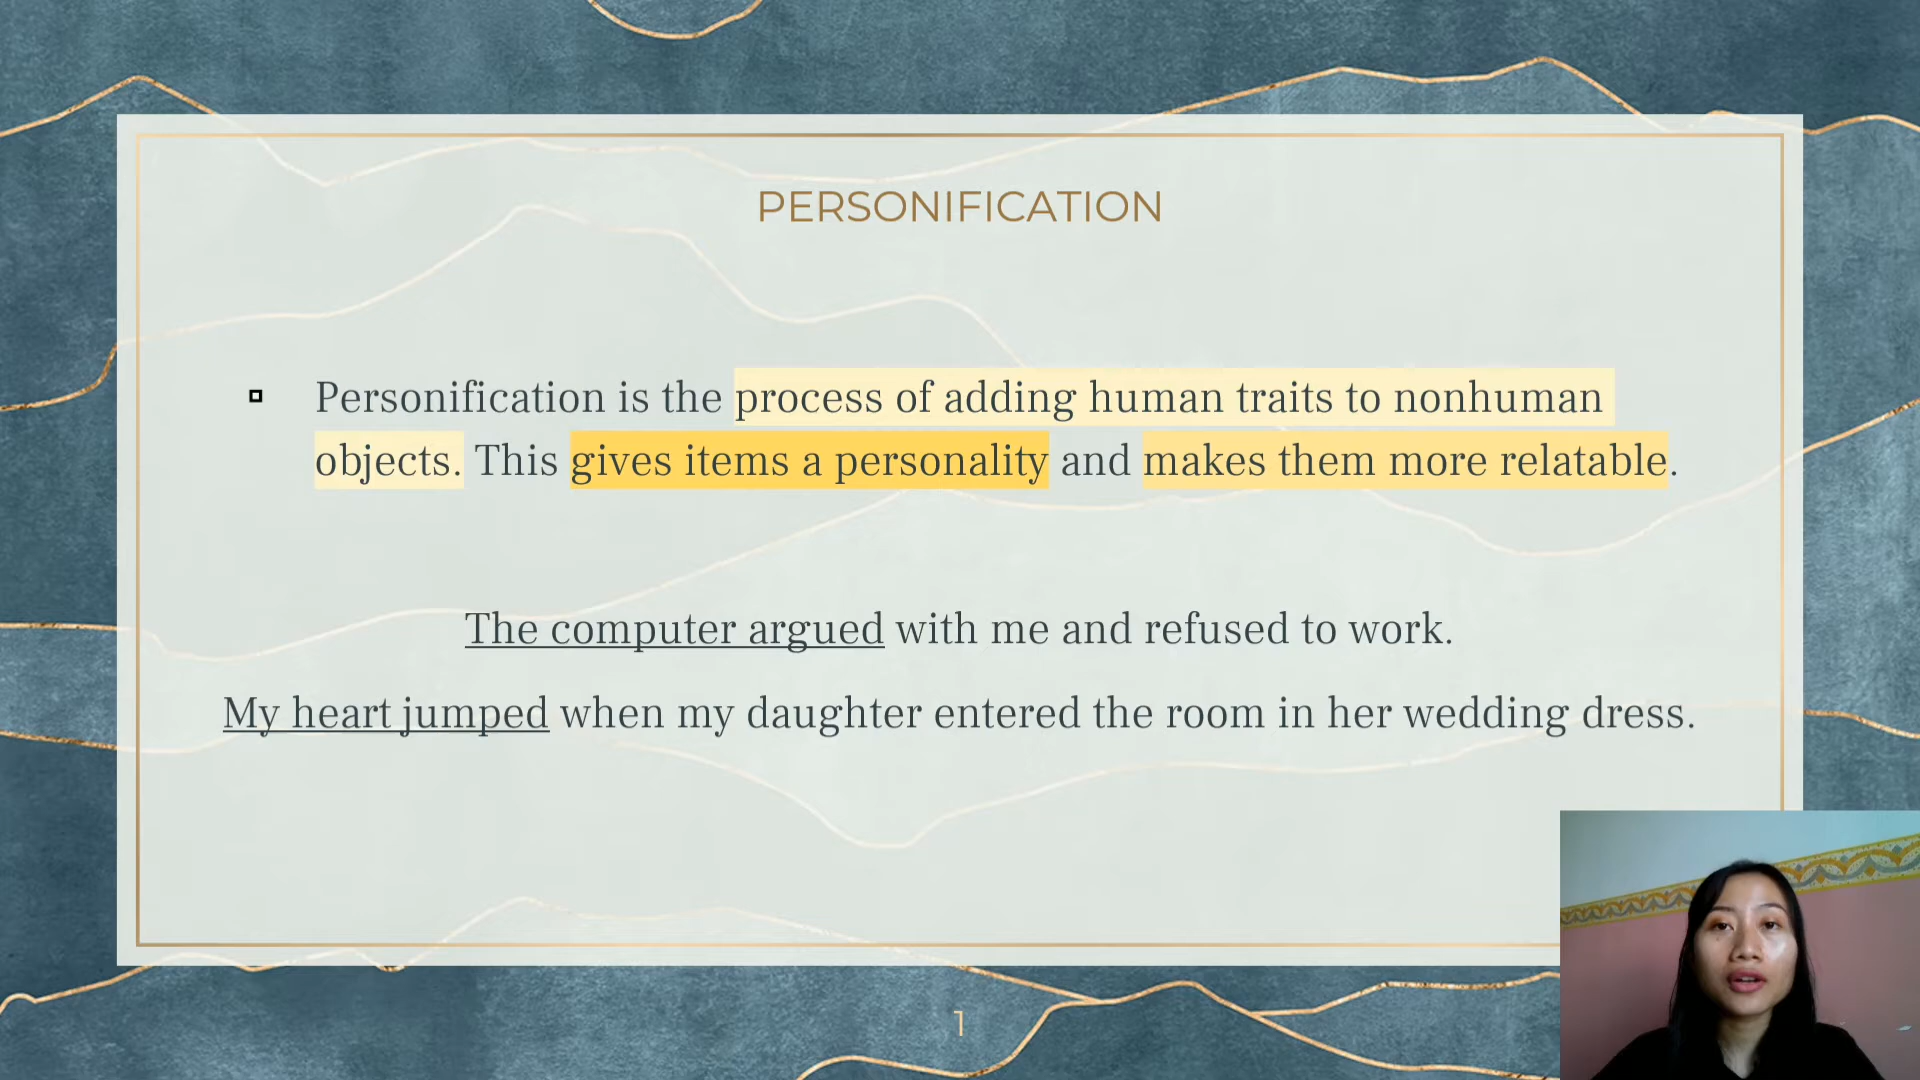 PERSONIFICATION
Personification is the process of adding human traits to nonhuman
objects. This gives items a personality and makes them more relatable.
The computer argued with me and refused to work.
My heart jumped when my daughter entered the room in her wedding dress.
1